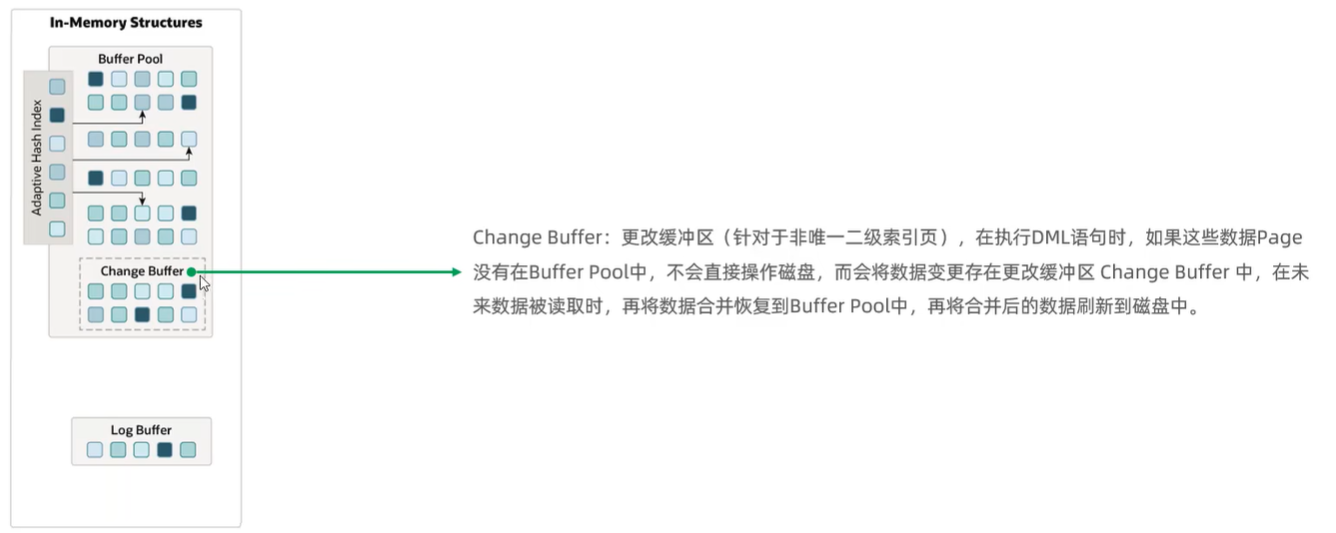 In-Memory Structures
Buffer Pool
Adaptive Hash Index
Change Buffer
Log Buffer
Change Buffer：更改缓冲区（针对于非唯一二级索引页），在执行DML语句时，如果这些数据Page
没有在Buffer Pool中，不会直接操作磁盘，而会将数据变更存在更改缓冲区 Change Buffer 中，在未
来数据被读取时，再将数据合并恢复到Buffer Pool中，再将合并后的数据刷新到磁盘中。